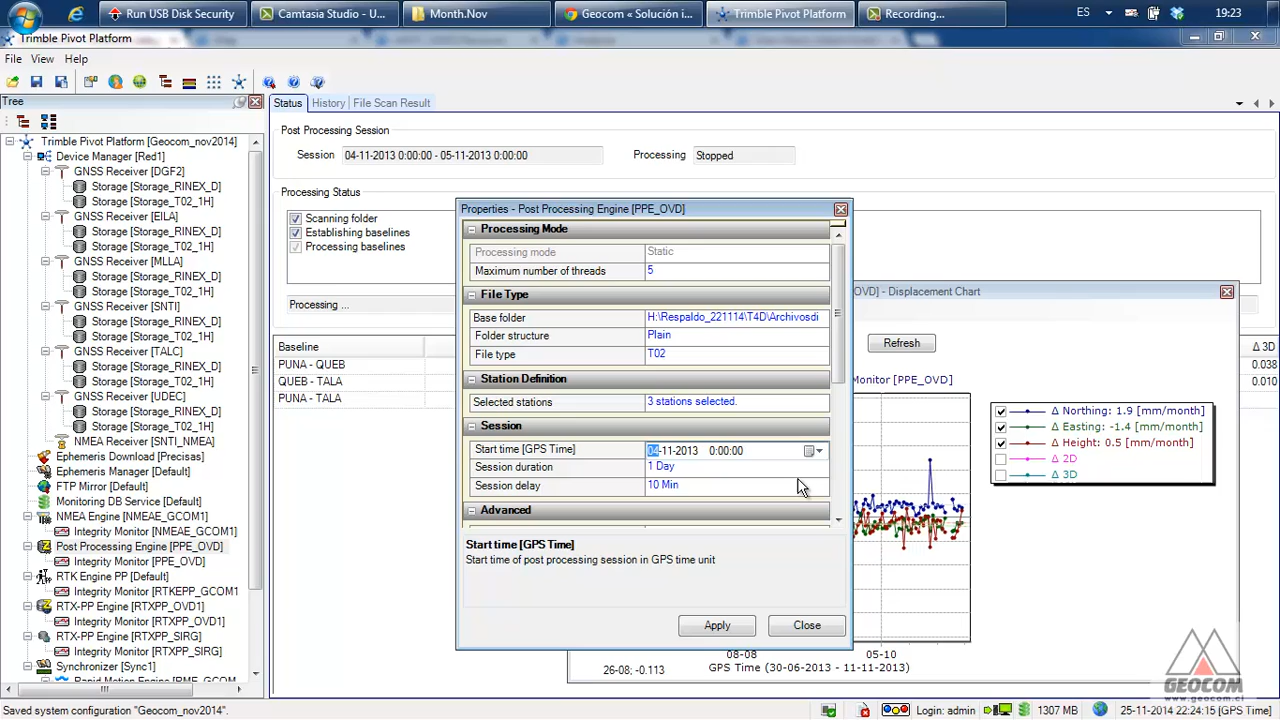 Run USB Disk Security
Camtasia Studio - U...
Month.Nov
Geocom « Solución i...
Trimble Pivot Platform
Recording...
ES
19:23
Trimble Pivot Platform
File View Help
Tree
Status History File Scan Result
Trimble Pivot Platform [Geocom_nov2014]
Device Manager [Red1]
GNSS Receiver [DGF2]
Storage [Storage_RINEX_D]
Storage [Storage_T02_1H]
GNSS Receiver [EILA]
Storage [Storage_RINEX_D]
Storage [Storage_T02_1H]
GNSS Receiver [MLLA]
Storage [Storage_RINEX_D]
Storage [Storage_T02_1H]
GNSS Receiver [SNTI]
Storage [Storage_RINEX_D]
Storage [Storage_T02_1H]
GNSS Receiver [TALC]
Storage [Storage_RINEX_D]
Storage [Storage_T02_1H]
GNSS Receiver [UDEC]
Storage [Storage_RINEX_D]
Storage [Storage_T02_1H]
NMEA Receiver [SNTI_NMEA]
Ephemeris Download [Precisas]
Ephemeris Manager [Default]
FTP Mirror [Default]
Monitoring DB Service [Default]
NMEA Engine [NMEAE_GCOM1]
Integrity Monitor [NMEAE_GCOM1]
Post Processing Engine [PPE_OVD]
Integrity Monitor [PPE_OVD]
RTK Engine PP [Default]
Integrity Monitor [RTKEPP_GCOM1
RTX-PP Engine [RTXPP_OVD1]
Integrity Monitor [RTXPP_OVD1]
RTX-PP Engine [RTXPP_SIRG]
Integrity Monitor [RTXPP_SIRG]
Synchronizer [Sync1]
Rapid Motion Engine [RME_GCOM
Post Processing Session
Session 04-11-2013 0:00:00 - 05-11-2013 0:00:00 Processing Stopped
Processing Status
Scanning folder
Establishing baselines
Processing baselines
Processing ...
Baseline
Δ 3D
PUNA - QUEB
0.038
QUEB - TALA
0.010
PUNA - TALA
Properties - Post Processing Engine [PPE_OVD]
Processing Mode
Processing mode Static
Maximum number of threads 5
File Type
Base folder H:\Respaldo_221114\T4D\Archivosdi
Folder structure Plain
File type T02
Station Definition
Selected stations 3 stations selected.
Session
Start time [GPS Time] 04-11-2013 0:00:00
Session duration 1 Day
Session delay 10 Min
Advanced
Start time [GPS Time]
Start time of post processing session in GPS time unit
Apply Close
OVD] - Displacement Chart
Refresh
Monitor [PPE_OVD]
Δ Northing: 1.9 [mm/month]
Δ Easting: -1.4 [mm/month]
Δ Height: 0.5 [mm/month]
Δ 2D
Δ 3D
08-08 05-10
26-08; -0.113
GPS Time (30-06-2013 - 11-11-2013)
GEOCOM
www.geocom.cl
Saved system configuration "Geocom_nov2014".
Login: admin
1307 MB
25-11-2014 22:24:15 [GPS Time]